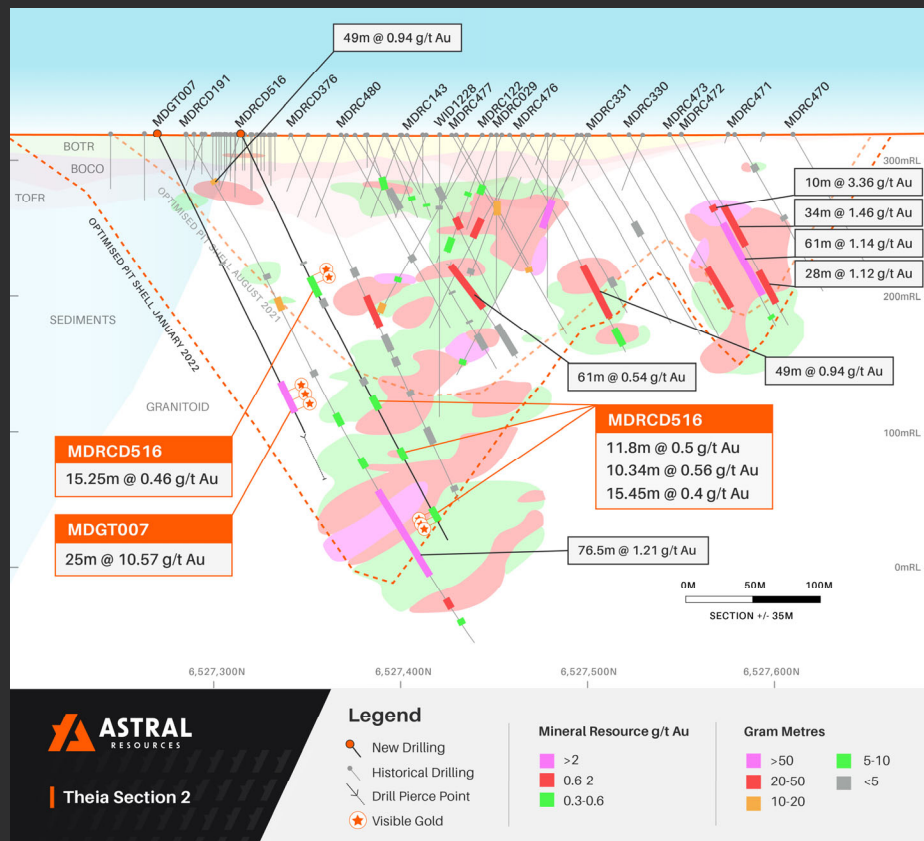 49m @ 0.94 g/t Au
MDGT007
MDRCD191
MDRCD516
MDRCD376
MDRC480
MDRC143
WID1228
MDRC477
MDRC122
MDRC029
MDRC476
MDRC331
MDRC330
MDRC473
MDRC472
MDRC471
MDRC470
BOTR
BOCO
TOFR
300mRL
10m @ 3.36 g/t Au
34m @ 1.46 g/t Au
61m @ 1.14 g/t Au
28m @ 1.12 g/t Au
OPTIMISED PIT SHELL AUGUST 2021
OPTIMISED PIT SHELL JANUARY 2022
200mRL
SEDIMENTS
GRANITOID
61m @ 0.54 g/t Au
49m @ 0.94 g/t Au
100mRL
MDRCD516
15.25m @ 0.46 g/t Au
MDRCD516
11.8m @ 0.5 g/t Au
10.34m @ 0.56 g/t Au
15.45m @ 0.4 g/t Au
MDGT007
25m @ 10.57 g/t Au
76.5m @ 1.21 g/t Au
0mRL
0M 50M 100M
SECTION +/- 35M
6,527,300N 6,527,400N 6,527,500N 6,527,600N
ASTRAL
RESOURCES
Theia Section 2
Legend
New Drilling
Historical Drilling
Drill Pierce Point
Visible Gold
Mineral Resource g/t Au
>2
0.6 2
0.3-0.6
Gram Metres
>50
20-50
10-20
5-10
<5